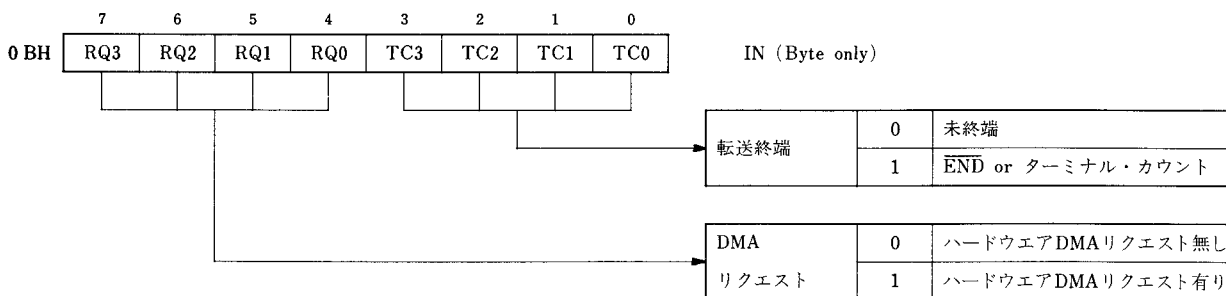 7 6 5 4 3 2 1 0
0 BH RQ3 RQ2 RQ1 RQ0 TC3 TC2 TC1 TC0 IN (Byte only)
転送終端
0 未終端
1 END or ターミナル・カウント
DMA
リクエスト
0 ハードウエアDMAリクエスト無し
1 ハードウエアDMAリクエスト有り